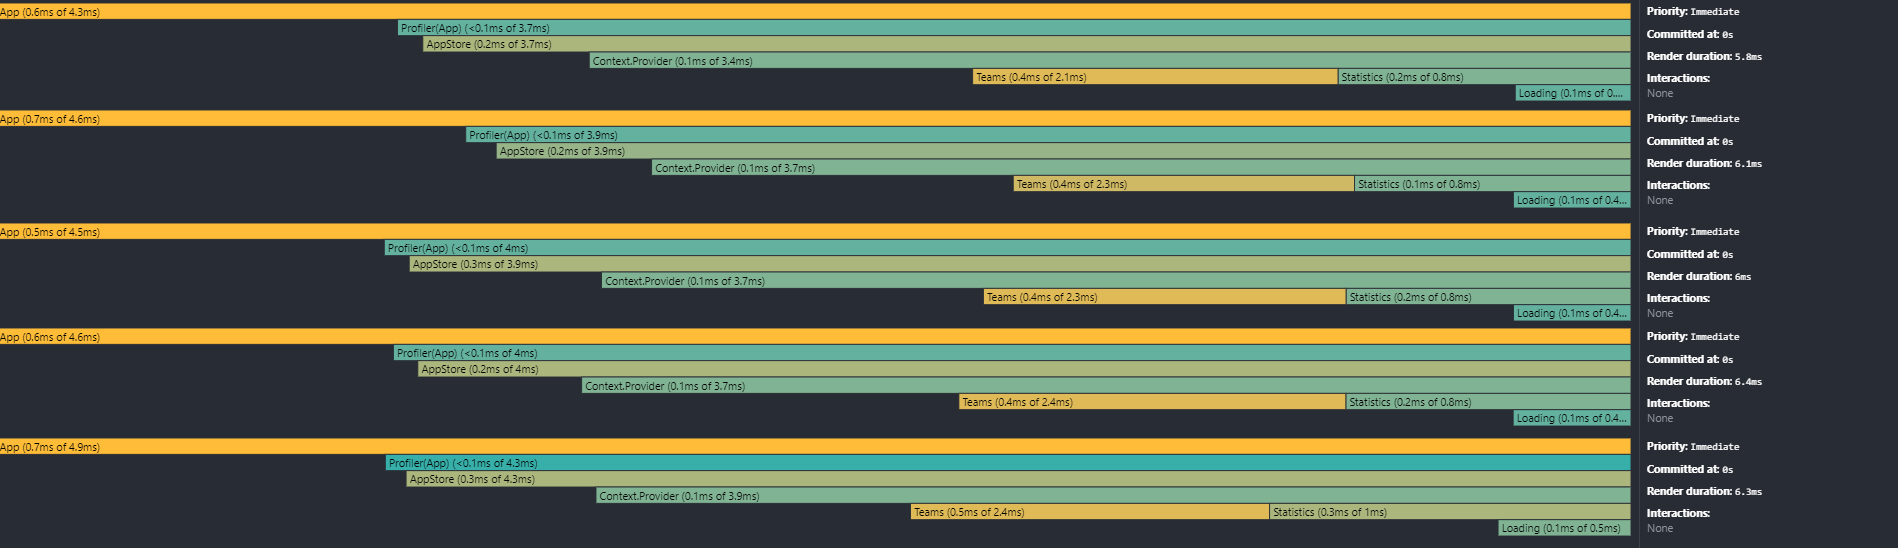 App (0.6ms of 4.3ms)
Profiler(App) (<0.1ms of 3.7ms)
AppStore (0.2ms of 3.7ms)
Context.Provider (0.1ms of 3.4ms)
Teams (0.4ms of 2.1ms) Statistics (0.2ms of 0.8ms)
Loading (0.1ms of 0....
Priority: Immediate
Committed at: 0s
Render duration: 5.8ms
Interactions:
None
App (0.7ms of 4.6ms)
Profiler(App) (<0.1ms of 3.9ms)
AppStore (0.2ms of 3.9ms)
Context.Provider (0.1ms of 3.7ms)
Teams (0.4ms of 2.3ms) Statistics (0.1ms of 0.8ms)
Loading (0.1ms of 0.4...
Priority: Immediate
Committed at: 0s
Render duration: 6.1ms
Interactions:
None
App (0.5ms of 4.5ms)
Profiler(App) (<0.1ms of 4ms)
AppStore (0.3ms of 3.9ms)
Context.Provider (0.1ms of 3.7ms)
Teams (0.4ms of 2.3ms) Statistics (0.2ms of 0.8ms)
Loading (0.1ms of 0.4...
Priority: Immediate
Committed at: 0s
Render duration: 6ms
Interactions:
None
App (0.6ms of 4.6ms)
Profiler(App) (<0.1ms of 4ms)
AppStore (0.2ms of 4ms)
Context.Provider (0.1ms of 3.7ms)
Teams (0.4ms of 2.4ms) Statistics (0.2ms of 0.8ms)
Loading (0.1ms of 0.4...
Priority: Immediate
Committed at: 0s
Render duration: 6.4ms
Interactions:
None
App (0.7ms of 4.9ms)
Profiler(App) (<0.1ms of 4.3ms)
AppStore (0.3ms of 4.3ms)
Context.Provider (0.1ms of 3.9ms)
Teams (0.5ms of 2.4ms) Statistics (0.3ms of 1ms)
Loading (0.1ms of 0.5ms)
Priority: Immediate
Committed at: 0s
Render duration: 6.3ms
Interactions:
None